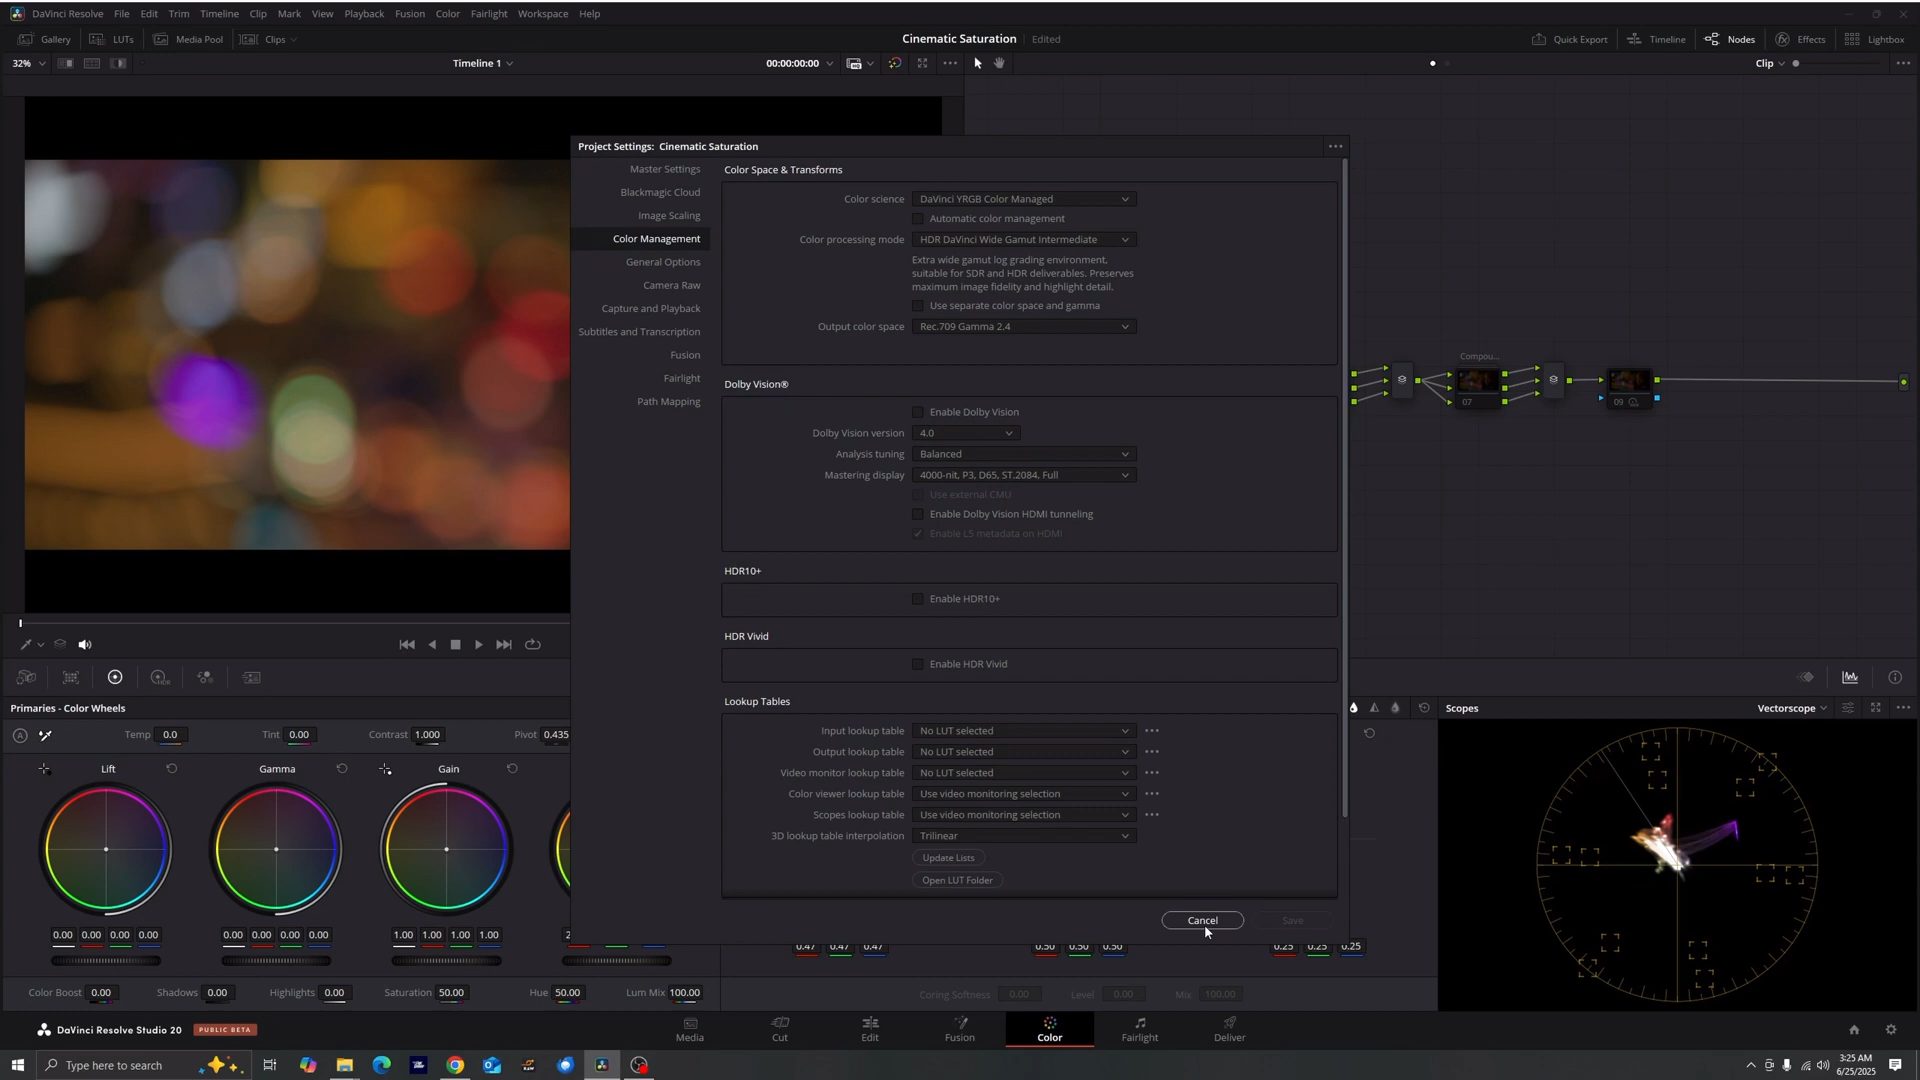 DaVinci Resolve File Edit Trim Timeline Clip Mark View Playback Fusion Color Fairlight Workspace Help
Gallery LUTs Media Pool Clips Cinematic Saturation Edited Quick Export Timeline Nodes Effects Lightbox
32% Timeline 1 00:00:00:00 Clip
Project Settings: Cinematic Saturation
Master Settings
Blackmagic Cloud
Image Scaling
Color Management
General Options
Camera Raw
Capture and Playback
Subtitles and Transcription
Fusion
Fairlight
Path Mapping
Color Space & Transforms
Color science DaVinci YRGB Color Managed
Automatic color management
Color processing mode HDR DaVinci Wide Gamut Intermediate
Extra wide gamut log grading environment,
suitable for SDR and HDR deliverables. Preserves
maximum image fidelity and highlight detail.
Use separate color space and gamma
Output color space Rec.709 Gamma 2.4
Dolby Vision®
Enable Dolby Vision
Dolby Vision version 4.0
Analysis tuning Balanced
Mastering display 4000-nit, P3, D65, ST.2084, Full
Use external CMU
Enable Dolby Vision HDMI tunneling
Enable L5 metadata on HDMI
HDR10+
Enable HDR10+
HDR Vivid
Enable HDR Vivid
Lookup Tables
Input lookup table No LUT selected
Output lookup table No LUT selected
Video monitor lookup table No LUT selected
Color viewer lookup table Use video monitoring selection
Scopes lookup table Use video monitoring selection
3D lookup table interpolation Trilinear
Update Lists
Open LUT Folder
Cancel Save
Compou...
07 09
Primaries - Color Wheels
Temp 0.0 Tint 0.00 Contrast 1.000 Pivot 0.435
Lift Gamma Gain
0.00 0.00 0.00 0.00 0.00 0.00 0.00 0.00 1.00 1.00 1.00 1.00
0.47 0.47 0.47 0.50 0.50 0.50 0.25 0.25 0.25
Color Boost 0.00 Shadows 0.00 Highlights 0.00 Saturation 50.00 Hue 50.00 Lum Mix 100.00
Coring Softness 0.00 Level 0.00 Mix 100.00
Scopes Vectorscope
DaVinci Resolve Studio 20 PUBLIC BETA
Media Cut Edit Fusion Color Fairlight Deliver
Type here to search
3:25 AM
6/25/2025